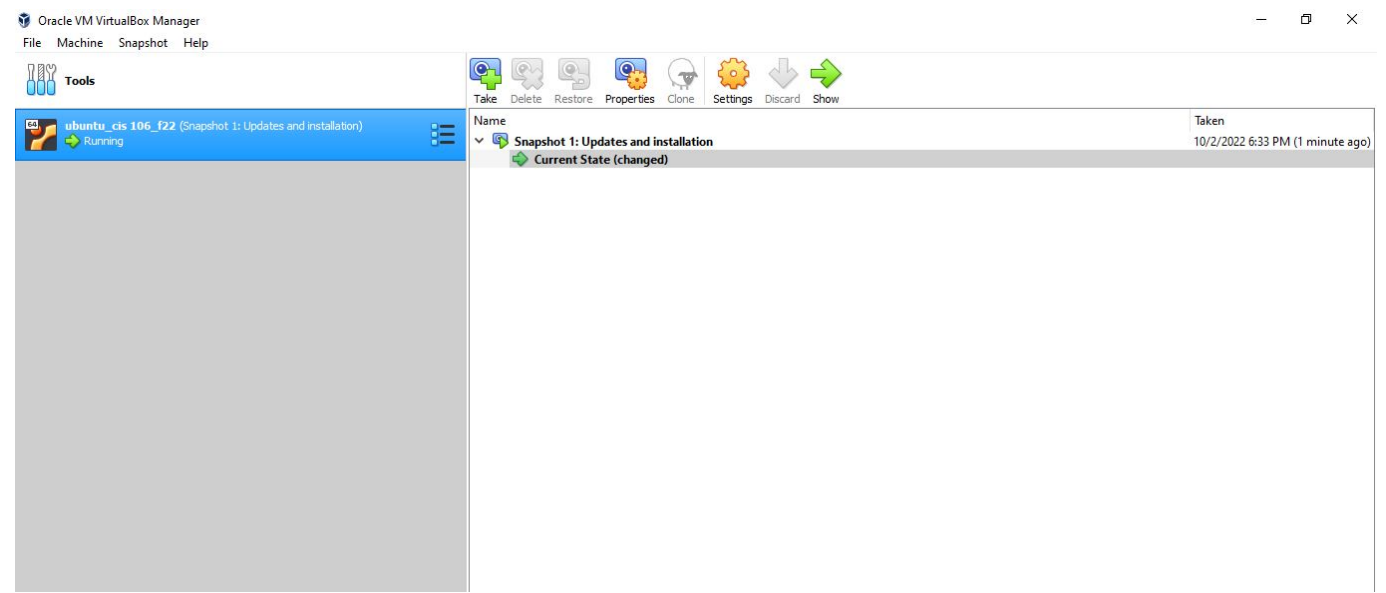 Oracle VM VirtualBox Manager
File Machine Snapshot Help
Tools
Take Delete Restore Properties Clone Settings Discard Show
64
ubuntu_cis 106_f22 (Snapshot 1: Updates and installation)
Running
Name Taken
Snapshot 1: Updates and installation 10/2/2022 6:33 PM (1 minute ago)
Current State (changed)